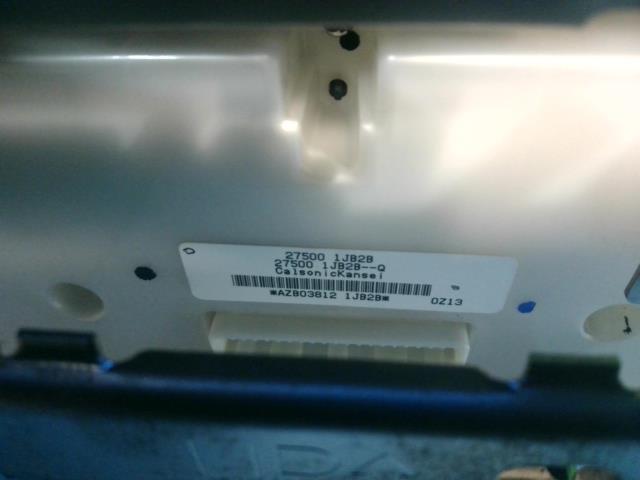 27500 1JB2B
27500 1JB2B--Q
CalsonicKansei
*AZB03812 1JB2B*
0Z13